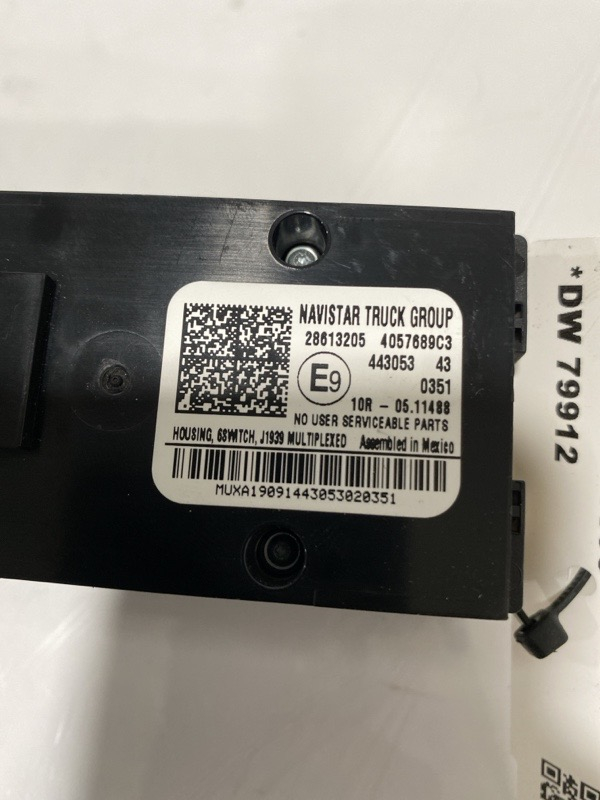 NAVISTAR TRUCK GROUP
28613205 4057689C3
443053 43
E9
0351
10R - 05.11488
NO USER SERVICEABLE PARTS
HOUSING, 6SWITCH, J1939 MULTIPLEXED Assembled in Mexico
MUXA19091443053020351
*DW 79912